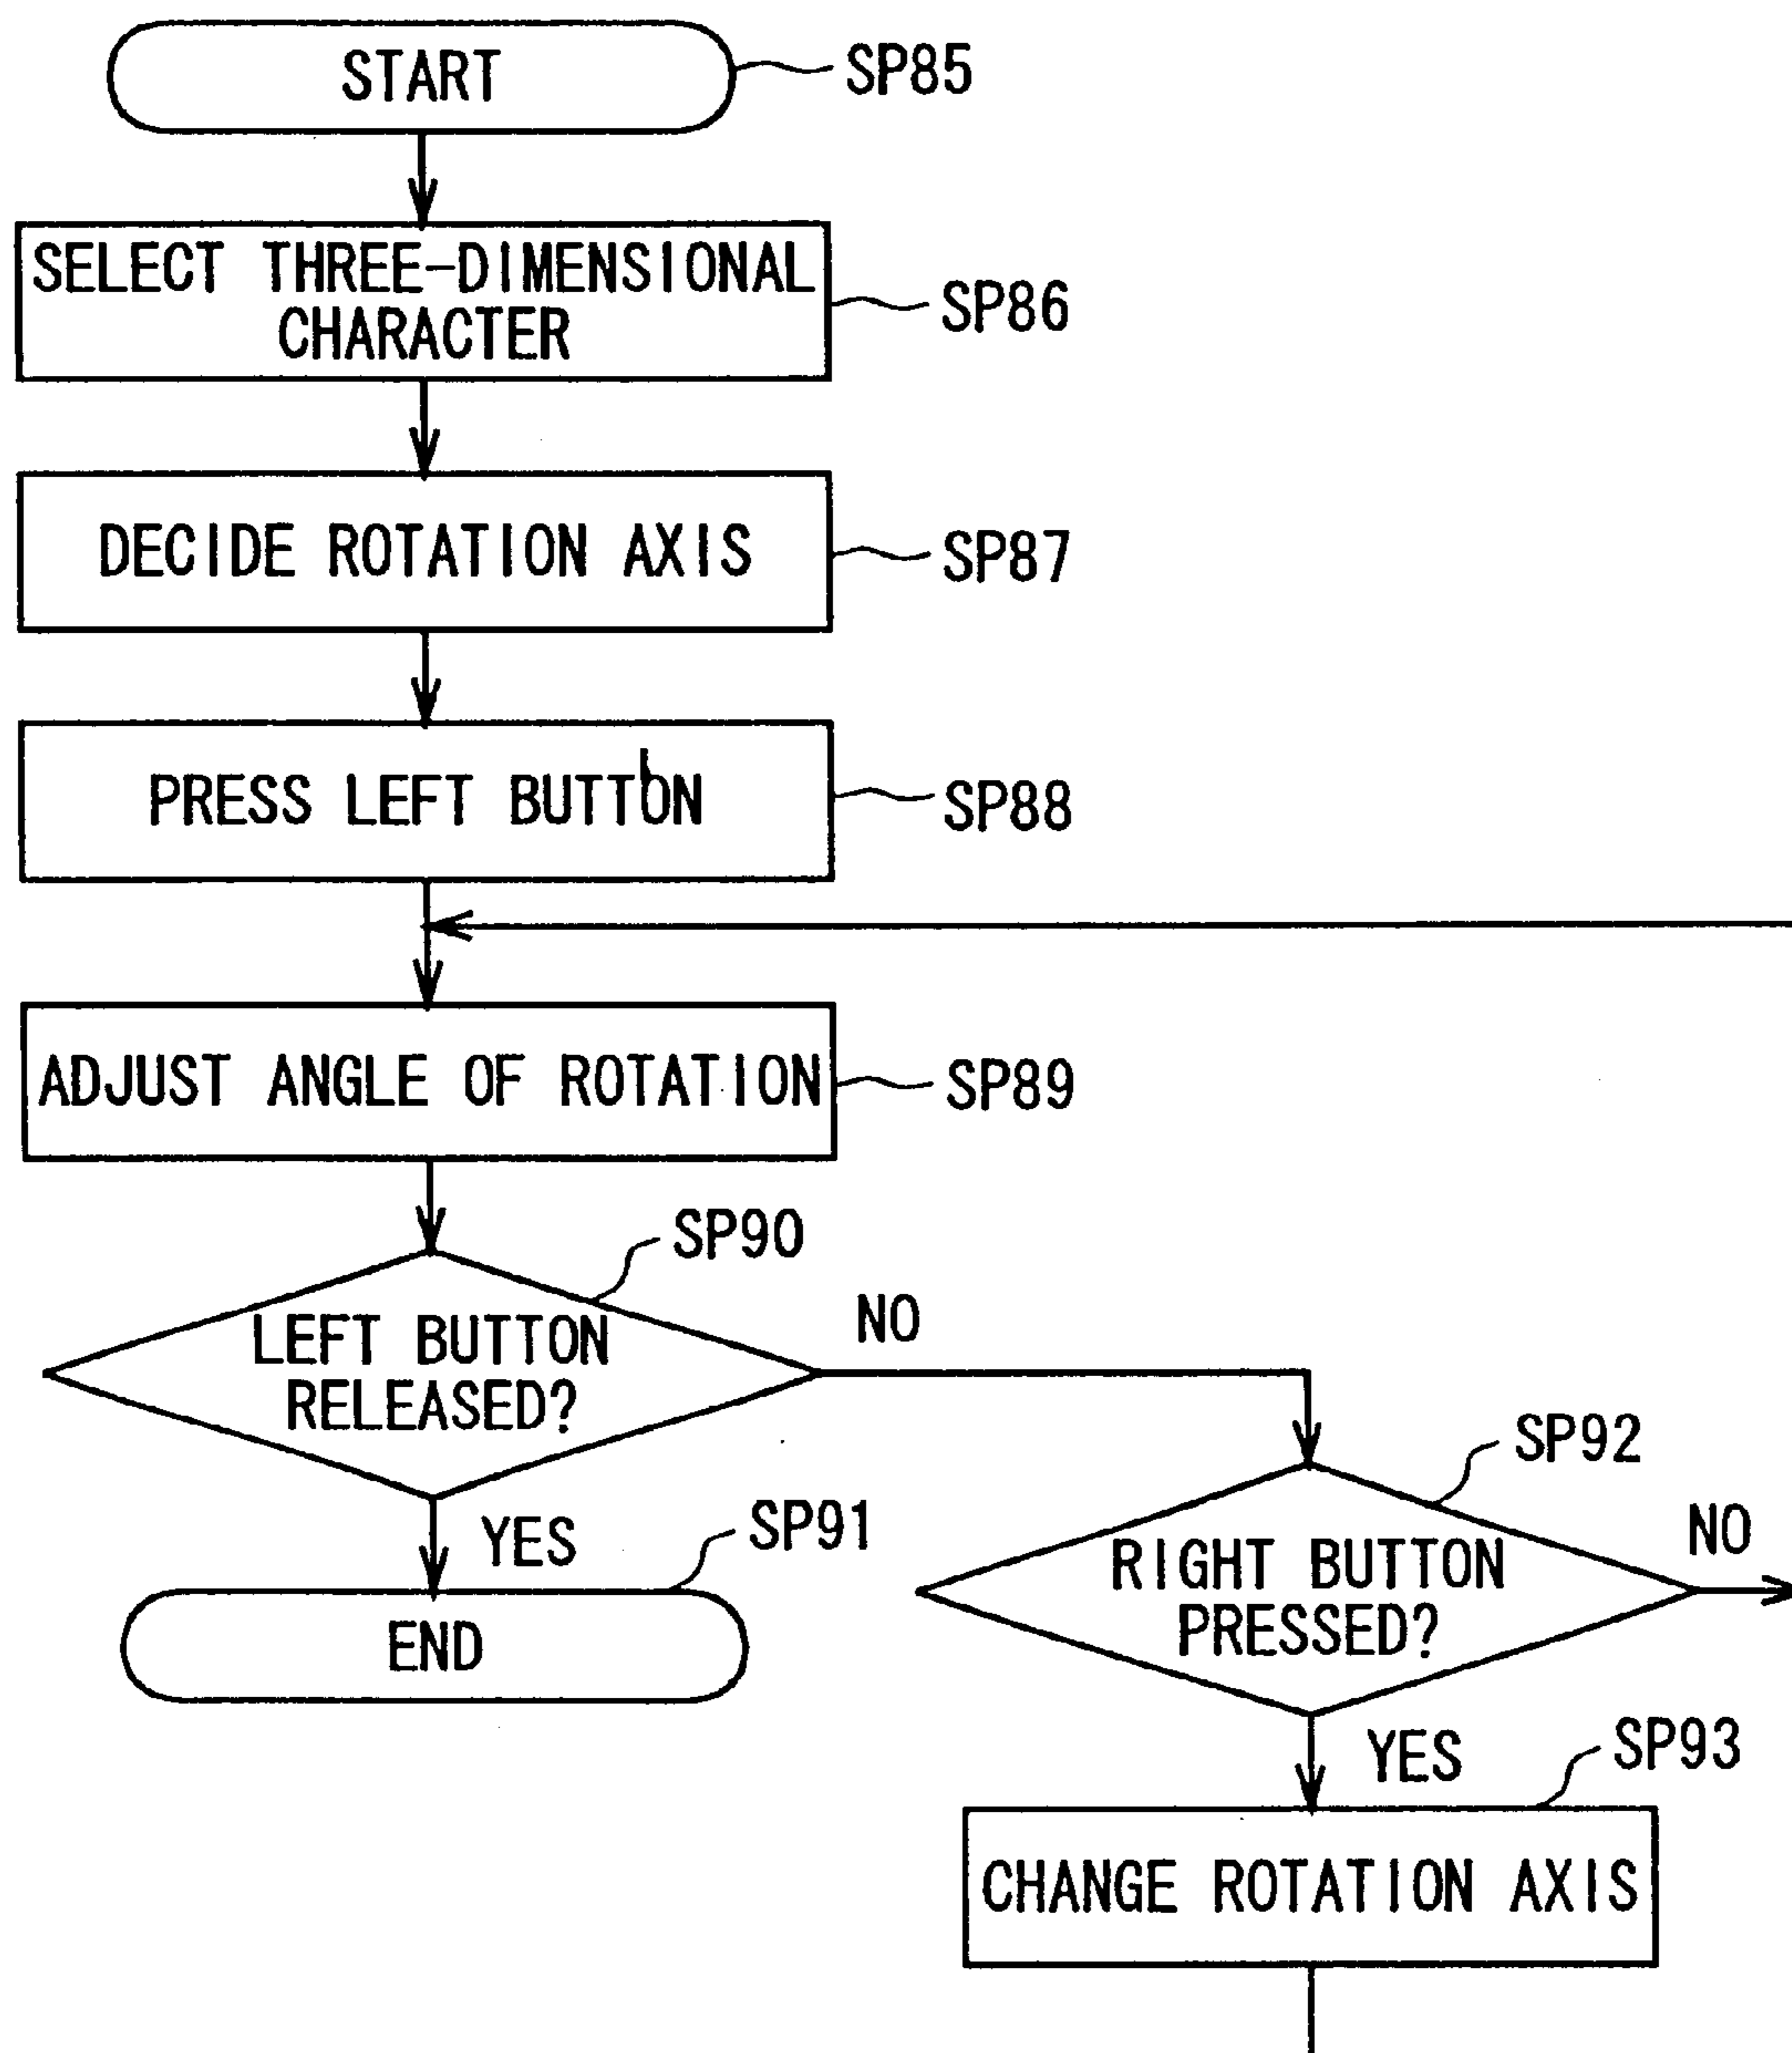 START
SP85
SELECT THREE-DIMENSIONAL
CHARACTER
SP86
DECIDE ROTATION AXIS
SP87
PRESS LEFT BUTTON
SP88
ADJUST ANGLE OF ROTATION
SP89
SP90
LEFT BUTTON
RELEASED?
NO
YES
SP91
END
SP92
RIGHT BUTTON
PRESSED?
NO
YES
SP93
CHANGE ROTATION AXIS